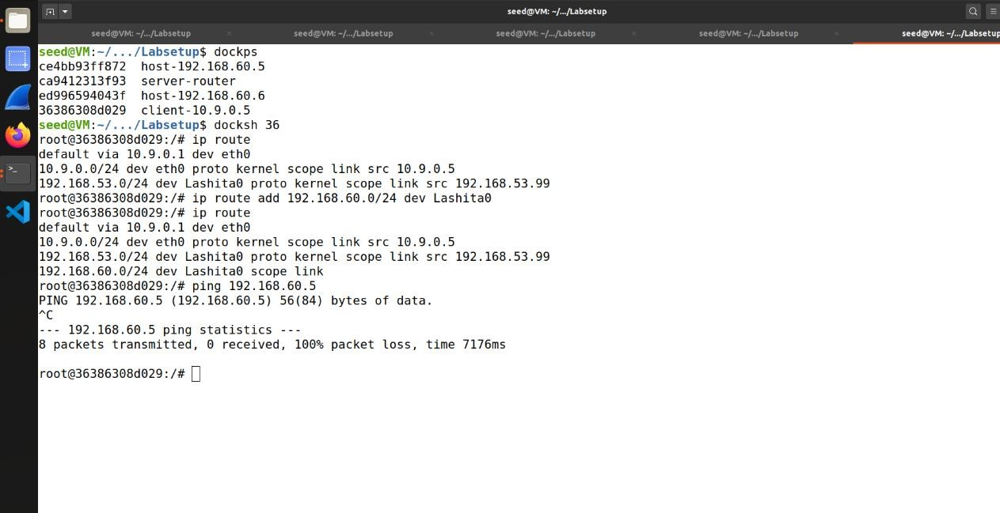 seed@VM: ~/.../Labsetup
seed@VM: ~/.../Labsetup × seed@VM: ~/.../Labsetup × seed@VM: ~/.../Labsetup × seed@VM: ~/.../Labsetup × seed@VM: ~/.../Labsetup
seed@VM:~/.../Labsetup$ dockps
ce4bb93ff872  host-192.168.60.5
ca9412313f93  server-router
ed996594043f  host-192.168.60.6
36386308d029  client-10.9.0.5
seed@VM:~/.../Labsetup$ docksh 36
root@36386308d029:/# ip route
default via 10.9.0.1 dev eth0
10.9.0.0/24 dev eth0 proto kernel scope link src 10.9.0.5
192.168.53.0/24 dev Lashita0 proto kernel scope link src 192.168.53.99
root@36386308d029:/# ip route add 192.168.60.0/24 dev Lashita0
root@36386308d029:/# ip route
default via 10.9.0.1 dev eth0
10.9.0.0/24 dev eth0 proto kernel scope link src 10.9.0.5
192.168.53.0/24 dev Lashita0 proto kernel scope link src 192.168.53.99
192.168.60.0/24 dev Lashita0 scope link
root@36386308d029:/# ping 192.168.60.5
PING 192.168.60.5 (192.168.60.5) 56(84) bytes of data.
^C
--- 192.168.60.5 ping statistics ---
8 packets transmitted, 0 received, 100% packet loss, time 7176ms
root@36386308d029:/#